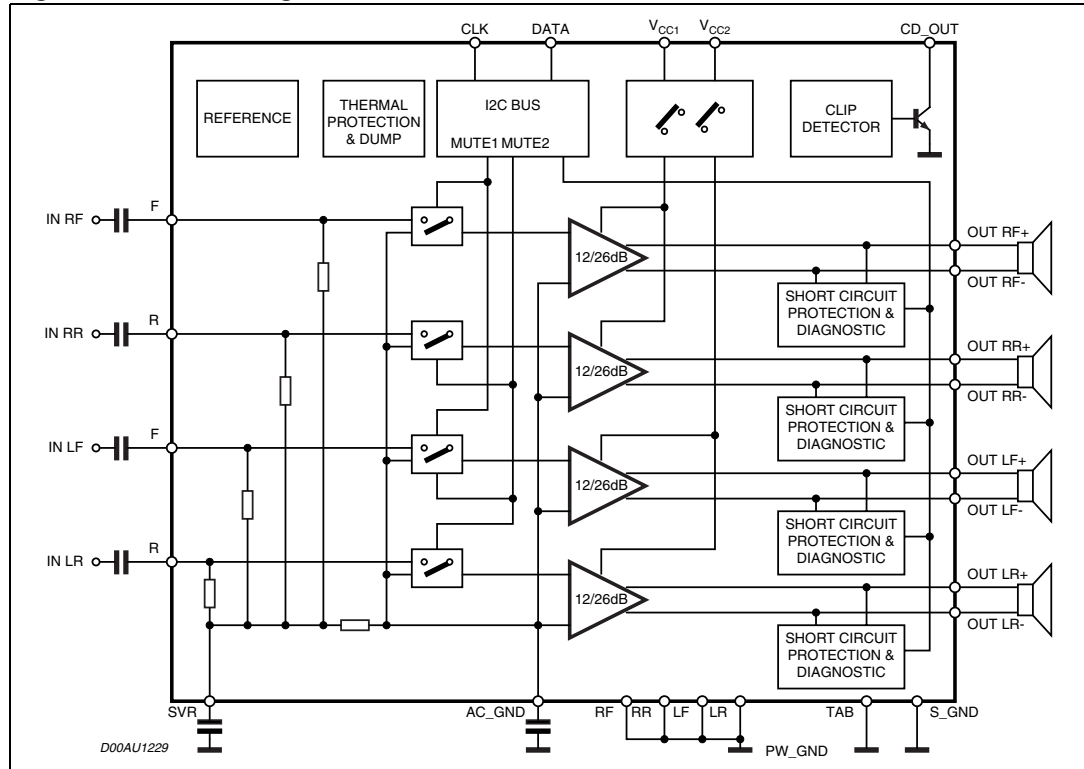 CLK DATA VCC1 VCC2 CD_OUT
REFERENCE
THERMAL
PROTECTION
& DUMP
I2C BUS
MUTE1 MUTE2
CLIP
DETECTOR
IN RF F
12/26dB
OUT RF+
OUT RF-
SHORT CIRCUIT
PROTECTION &
DIAGNOSTIC
IN RR R
12/26dB
OUT RR+
OUT RR-
SHORT CIRCUIT
PROTECTION &
DIAGNOSTIC
IN LF F
12/26dB
OUT LF+
OUT LF-
SHORT CIRCUIT
PROTECTION &
DIAGNOSTIC
IN LR R
12/26dB
OUT LR+
OUT LR-
SHORT CIRCUIT
PROTECTION &
DIAGNOSTIC
SVR AC_GND RF RR LF LR TAB S_GND
PW_GND
D00AU1229